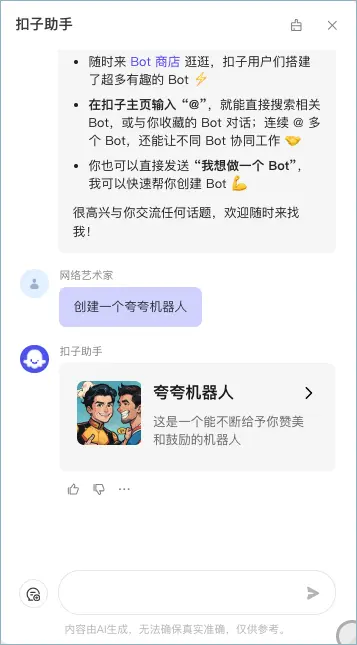 扣子助手
随时来 Bot 商店 逛逛，扣子用户们搭建
了超多有趣的 Bot ⚡
在扣子主页输入“@”，就能直接搜索相关
Bot，或与你收藏的 Bot 对话；连续 @ 多
个 Bot，还能让不同 Bot 协同工作 🤝
你也可以直接发送“我想做一个 Bot”，
我可以快速帮你创建 Bot 💪
很高兴与你交流任何话题，欢迎随时来找
我！
网络艺术家
创建一个夸夸机器人
扣子助手
夸夸机器人
这是一个能不断给予你赞美
和鼓励的机器人
内容由AI生成，无法确保真实准确，仅供参考。